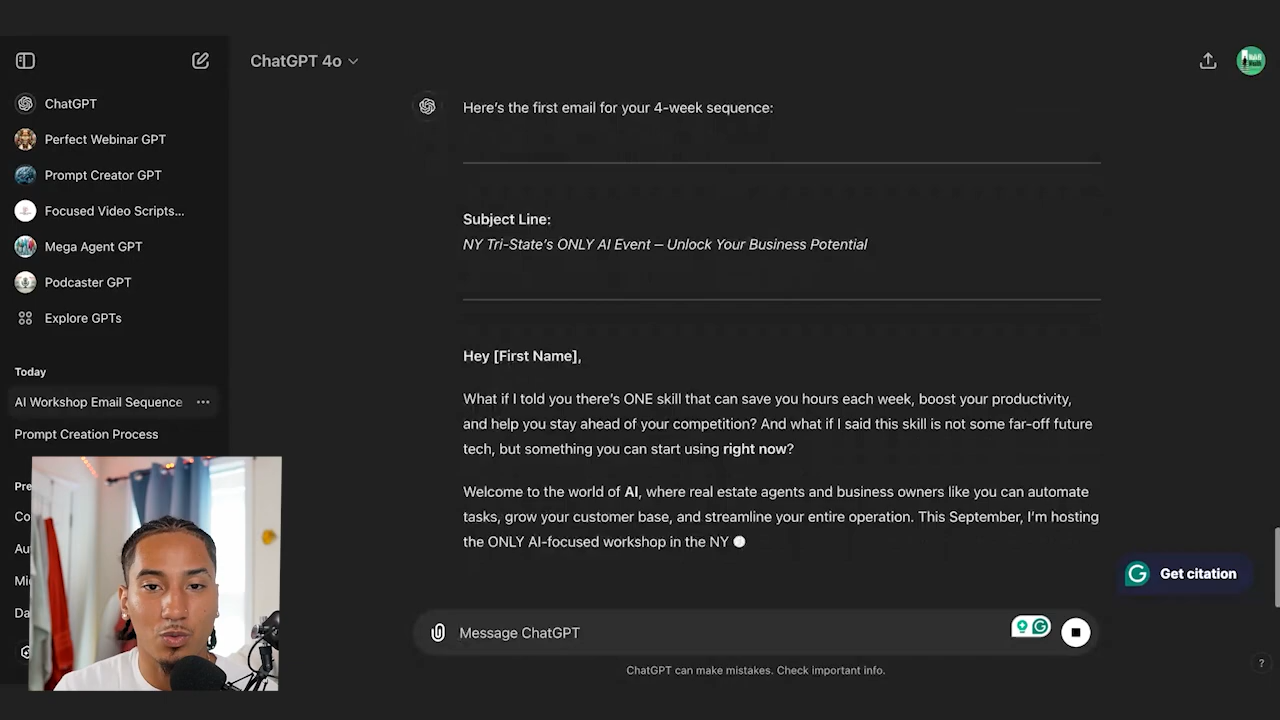 ChatGPT 4o
ChatGPT
Perfect Webinar GPT
Prompt Creator GPT
Focused Video Scripts...
Mega Agent GPT
Podcaster GPT
Explore GPTs
Today
AI Workshop Email Sequence
Prompt Creation Process
Pre
Co
Au
Mi
Da
Here's the first email for your 4-week sequence:
Subject Line:
NY Tri-State's ONLY AI Event – Unlock Your Business Potential
Hey [First Name],
What if I told you there's ONE skill that can save you hours each week, boost your productivity,
and help you stay ahead of your competition? And what if I said this skill is not some far-off future
tech, but something you can start using right now?
Welcome to the world of AI, where real estate agents and business owners like you can automate
tasks, grow your customer base, and streamline your entire operation. This September, I'm hosting
the ONLY AI-focused workshop in the NY
Get citation
Message ChatGPT
ChatGPT can make mistakes. Check important info.
?